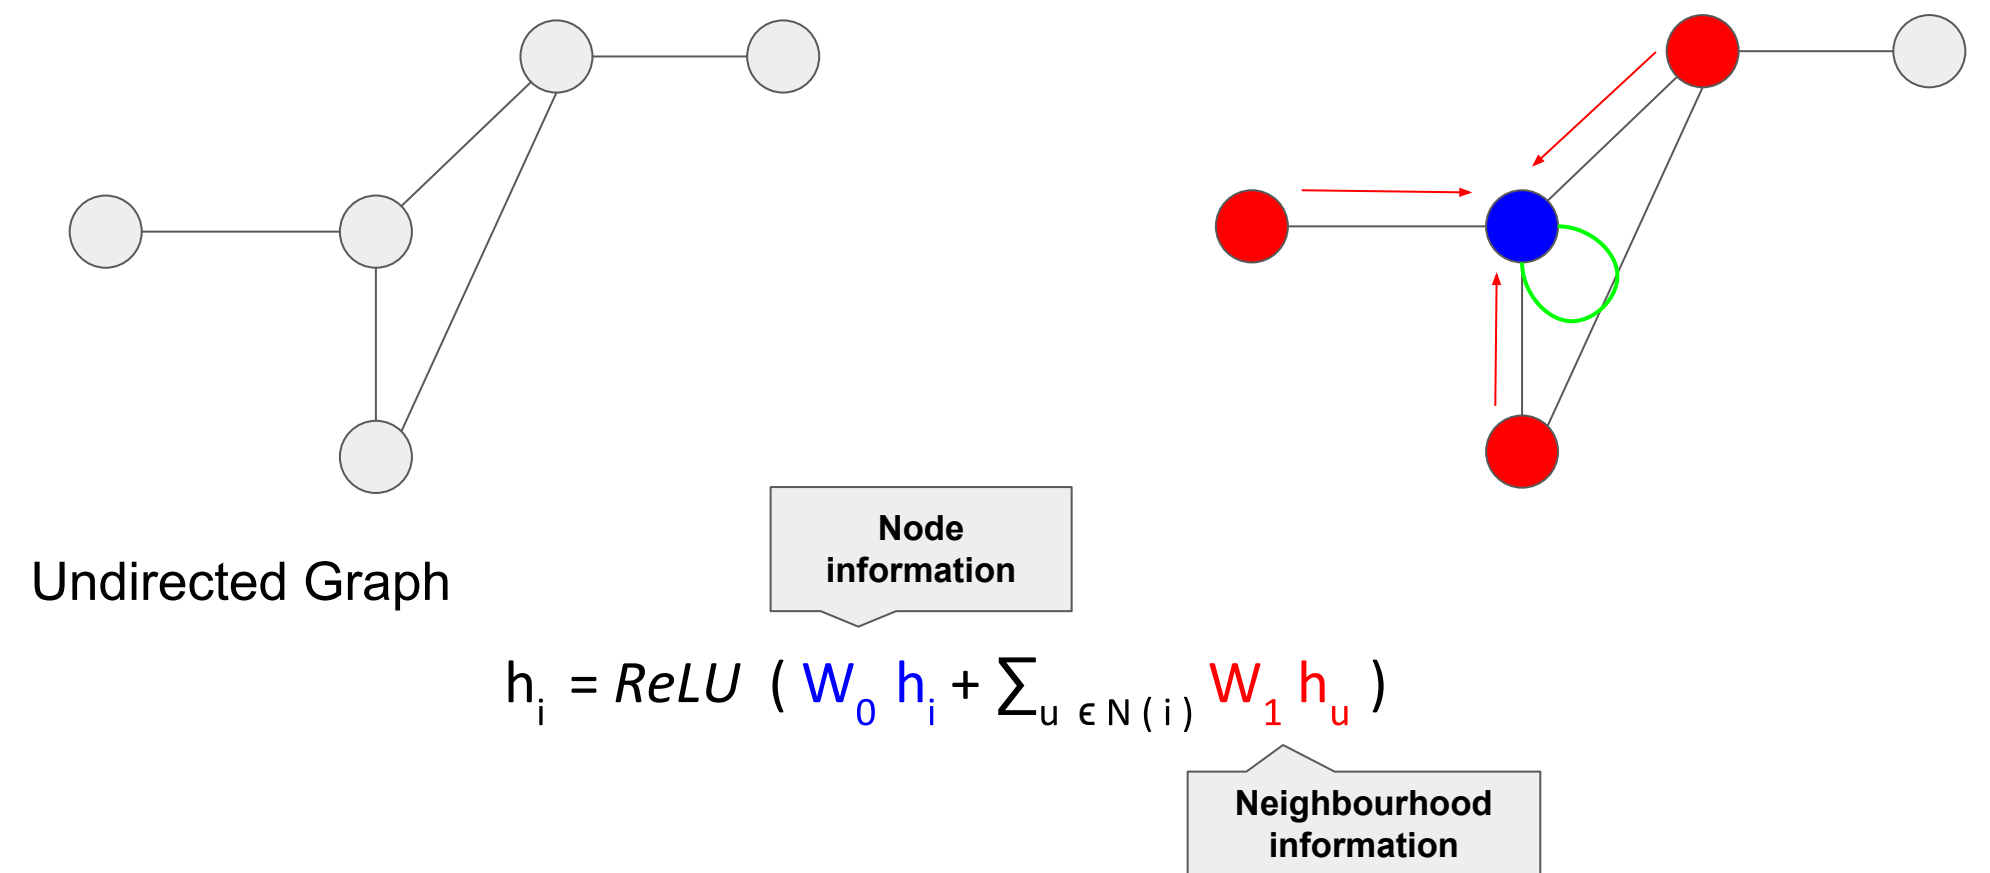 Node
information
Undirected Graph
hᵢ = ReLU ( W₀ hᵢ + ∑ᵤ ϵ N ( i ) W₁ hᵤ )
Neighbourhood
information